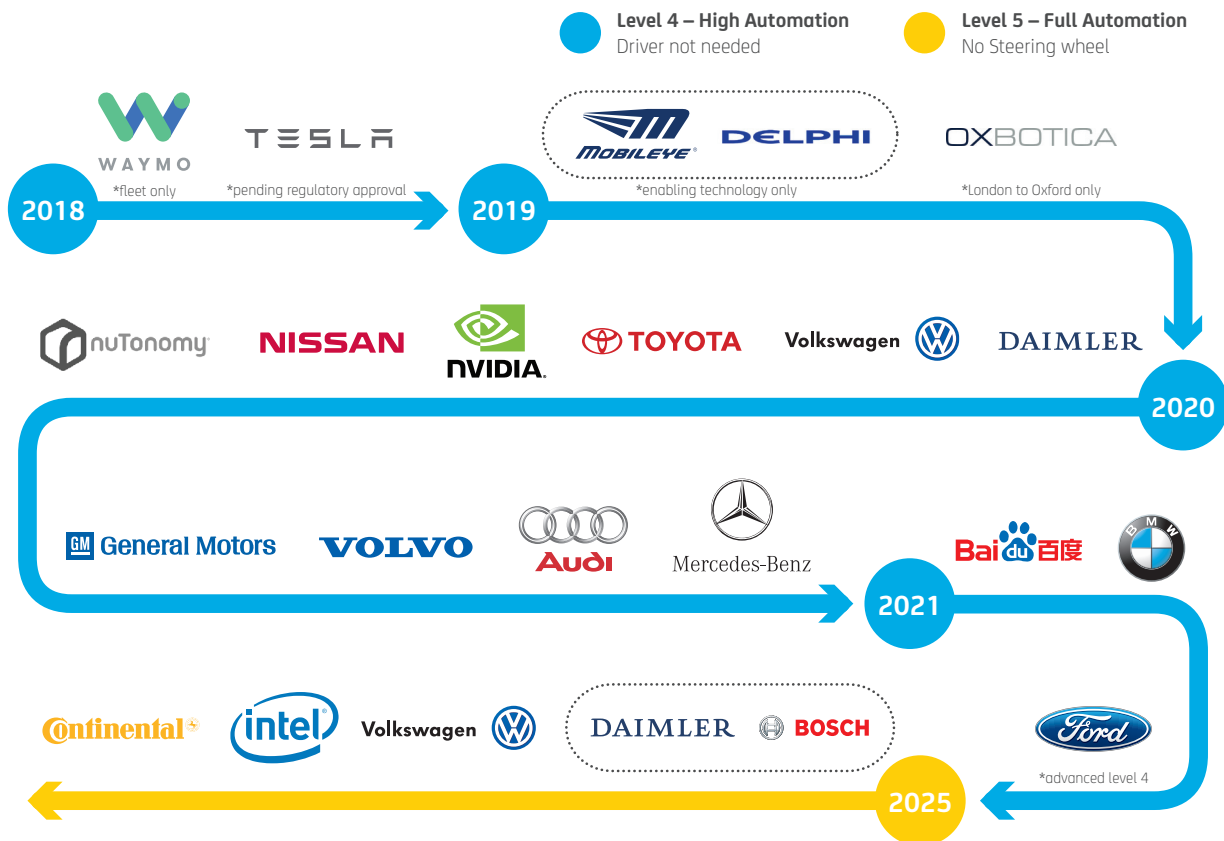 Level 4 – High Automation
Driver not needed
Level 5 – Full Automation
No Steering wheel
WAYMO
*fleet only
TESLA
*pending regulatory approval
MOBILEYE®
DELPHI
*enabling technology only
OXBOTICA
*London to Oxford only
2018
2019
nuTonomy
NISSAN
NVIDIA.
TOYOTA
Volkswagen
VW
DAIMLER
2020
GM
General Motors
VOLVO
Audi
Mercedes-Benz
Bai du 百度
BMW
2021
Continental
intel
Volkswagen
VW
DAIMLER
BOSCH
Ford
*advanced level 4
2025